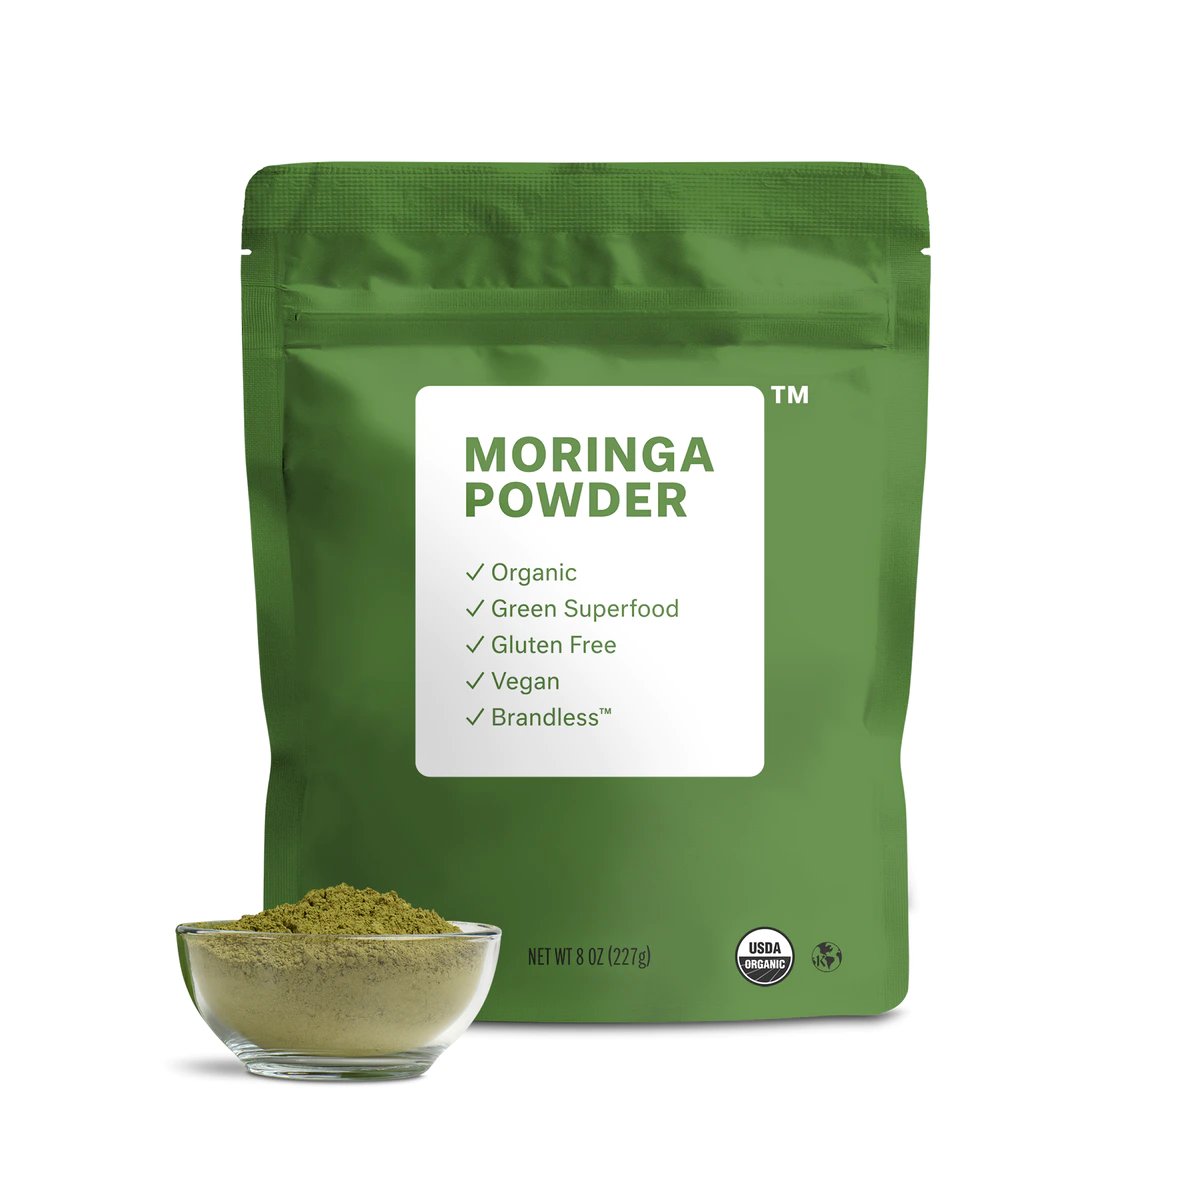 TM
MORINGA
POWDER
✓ Organic
✓ Green Superfood
✓ Gluten Free
✓ Vegan
✓ Brandless™
NET WT 8 OZ (227g)
USDA
ORGANIC
K